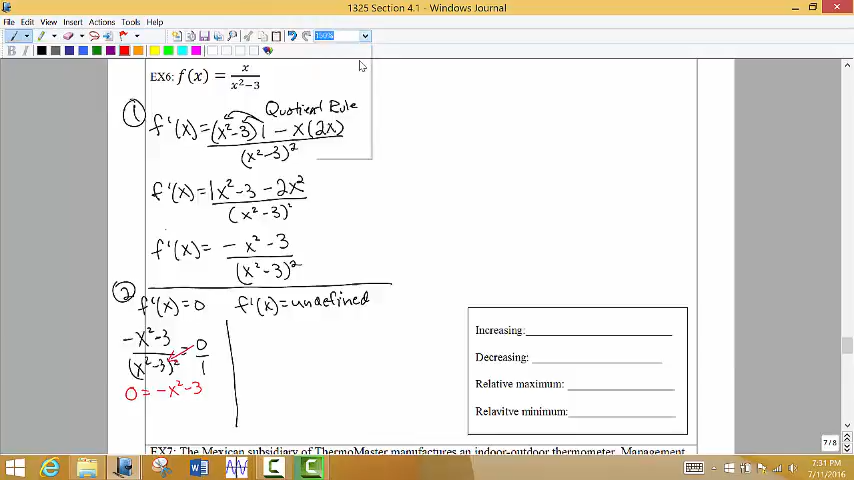 1325 Section 4.1 - Windows Journal
File Edit View Insert Actions Tools Help
150%
B I
EX6: f(x) = x/(x²−3)
① f'(x) = ((x²-3)1 - x(2x))/(x²-3)² Quotient Rule
f'(x) = (1x²-3-2x²)/(x²-3)²
f'(x) = (-x²-3)/(x²-3)²
② f'(x)=0 f'(x)=undefined
(-x²-3)/(x²-3)² = 0/1
0 = -x²-3
Increasing:
Decreasing:
Relative maximum:
Relavitve minimum:
EX7: The Mexican subsidiary of ThermoMaster manufactures an indoor-outdoor thermometer. Management
7/8
7:31 PM
7/11/2016